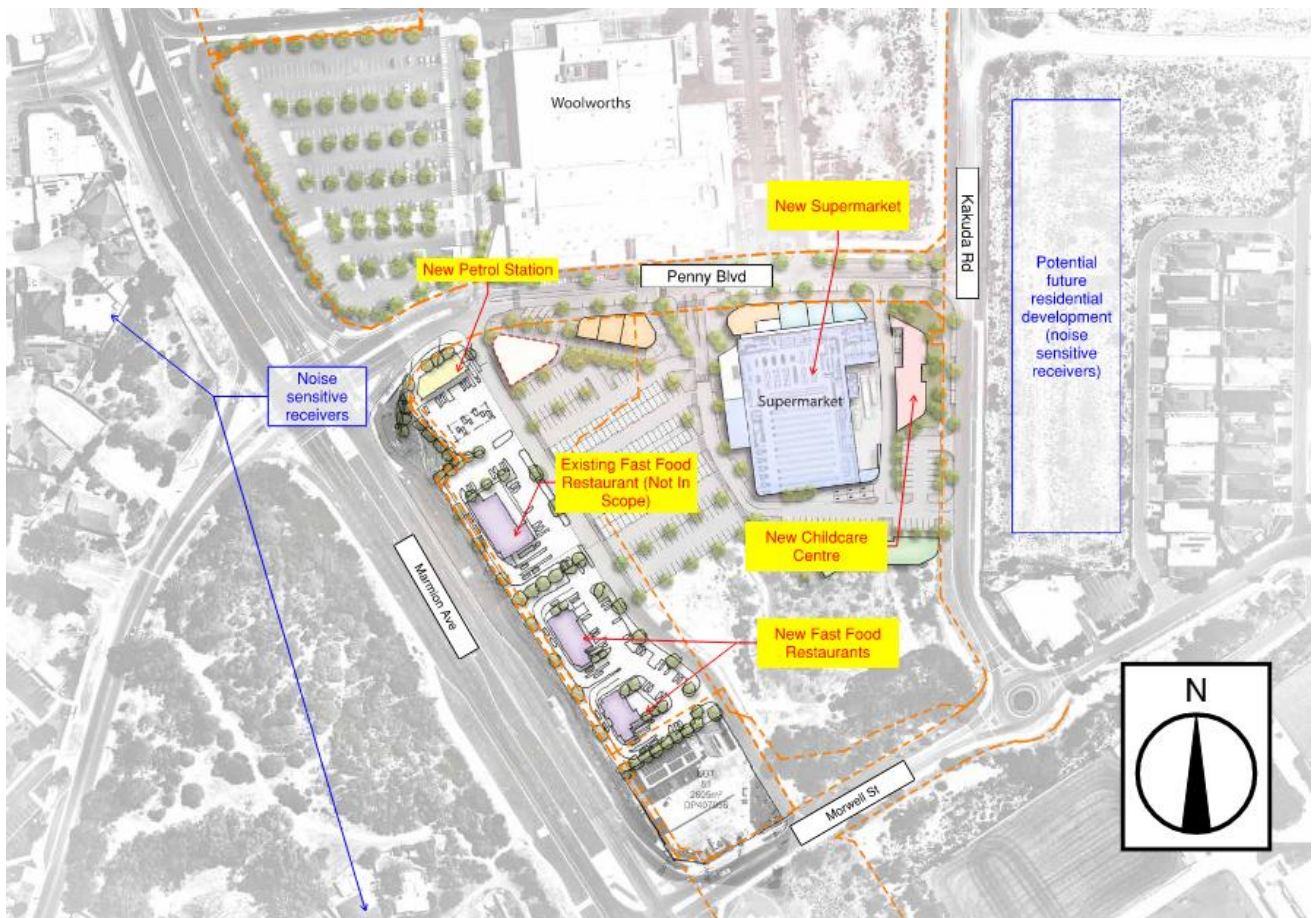 Woolworths
New Supermarket
Kakuda Rd
Potential
future
residential
development
(noise
sensitive
receivers)
New Petrol Station
Penny Blvd
Noise
sensitive
receivers
Supermarket
Existing Fast Food
Restaurant (Not In
Scope)
New Childcare
Centre
Marmion Ave
New Fast Food
Restaurants
N
LOT
51
Morwell St